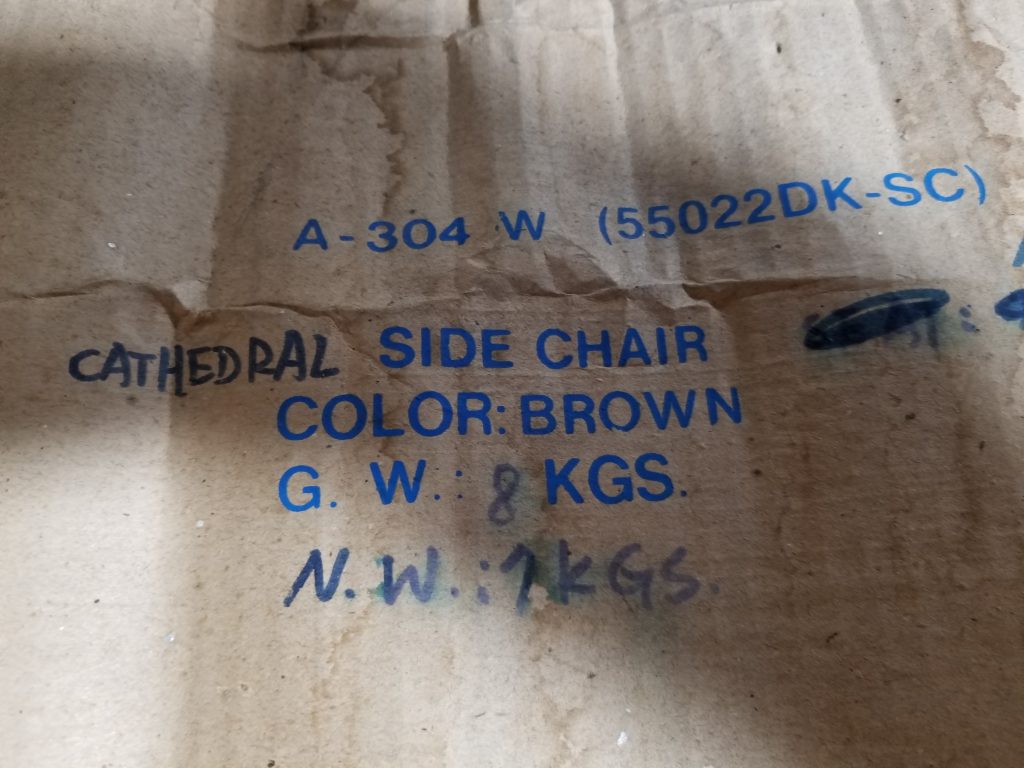 A-304 W (55022DK-SC)
CATHEDRAL SIDE CHAIR
COLOR: BROWN
G. W.: 8 KGS.
N.W.: 7 KGS.